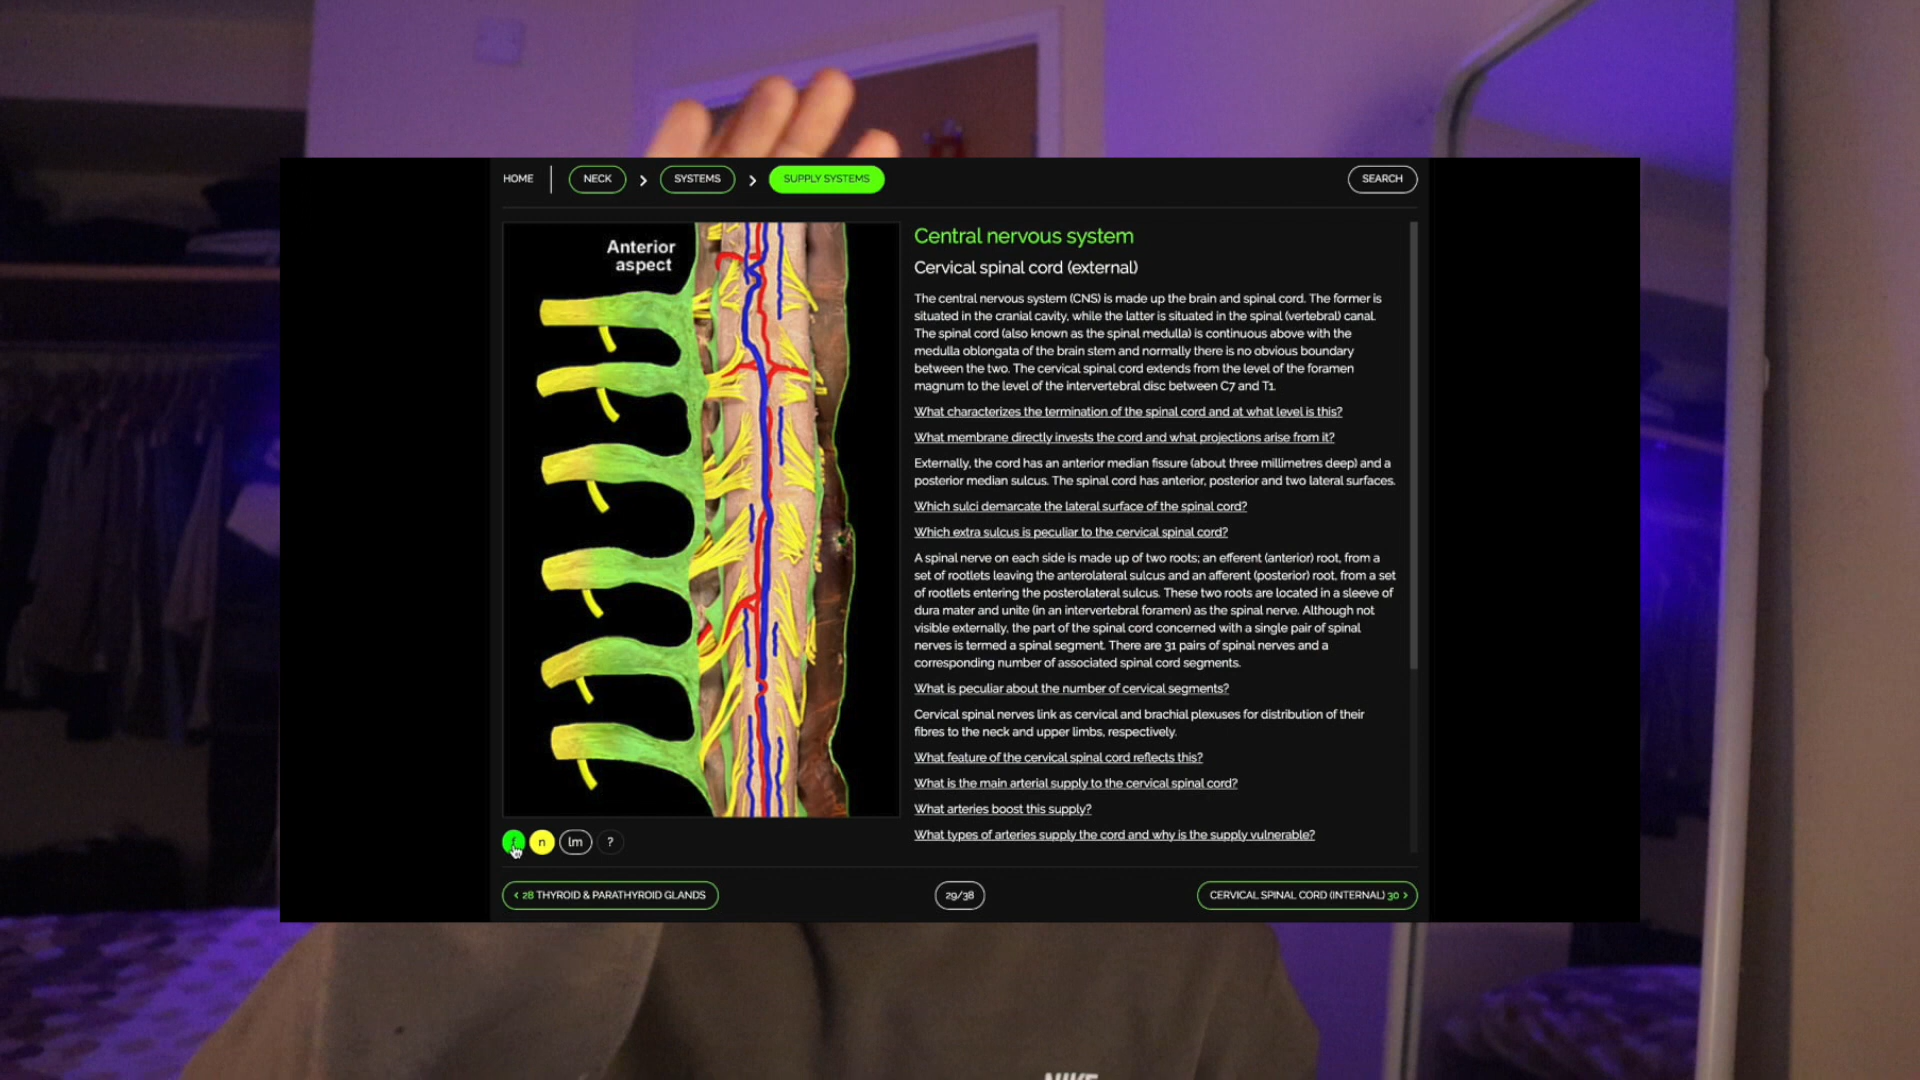 HOME
NECK
SYSTEMS
SUPPLY SYSTEMS
SEARCH
Anterior
aspect
Central nervous system
Cervical spinal cord (external)
The central nervous system (CNS) is made up the brain and spinal cord. The former is
situated in the cranial cavity, while the latter is situated in the spinal (vertebral) canal.
The spinal cord (also known as the spinal medulla) is continuous above with the
medulla oblongata of the brain stem and normally there is no obvious boundary
between the two. The cervical spinal cord extends from the level of the foramen
magnum to the level of the intervertebral disc between C7 and T1.
What characterizes the termination of the spinal cord and at what level is this?
What membrane directly invests the cord and what projections arise from it?
Externally, the cord has an anterior median fissure (about three millimetres deep) and a
posterior median sulcus. The spinal cord has anterior, posterior and two lateral surfaces.
Which sulci demarcate the lateral surface of the spinal cord?
Which extra sulcus is peculiar to the cervical spinal cord?
A spinal nerve on each side is made up of two roots; an efferent (anterior) root, from a
set of rootlets leaving the anterolateral sulcus and an afferent (posterior) root, from a set
of rootlets entering the posterolateral sulcus. These two roots are located in a sleeve of
dura mater and unite (in an intervertebral foramen) as the spinal nerve. Although not
visible externally, the part of the spinal cord concerned with a single pair of spinal
nerves is termed a spinal segment. There are 31 pairs of spinal nerves and a
corresponding number of associated spinal cord segments.
What is peculiar about the number of cervical segments?
Cervical spinal nerves link as cervical and brachial plexuses for distribution of their
fibres to the neck and upper limbs, respectively.
What feature of the cervical spinal cord reflects this?
What is the main arterial supply to the cervical spinal cord?
What arteries boost this supply?
What types of arteries supply the cord and why is the supply vulnerable?
n lm ?
< 28 THYROID & PARATHYROID GLANDS
29/38
CERVICAL SPINAL CORD (INTERNAL) 30 >
NIKE